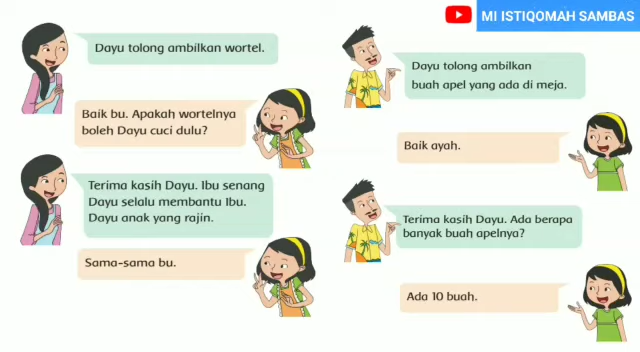 MI ISTIQOMAH SAMBAS
Dayu tolong ambilkan wortel.
Baik bu. Apakah wortelnya
boleh Dayu cuci dulu?
Terima kasih Dayu. Ibu senang
Dayu selalu membantu Ibu.
Dayu anak yang rajin.
Sama-sama bu.
Dayu tolong ambilkan
buah apel yang ada di meja.
Baik ayah.
Terima kasih Dayu. Ada berapa
banyak buah apelnya?
Ada 10 buah.